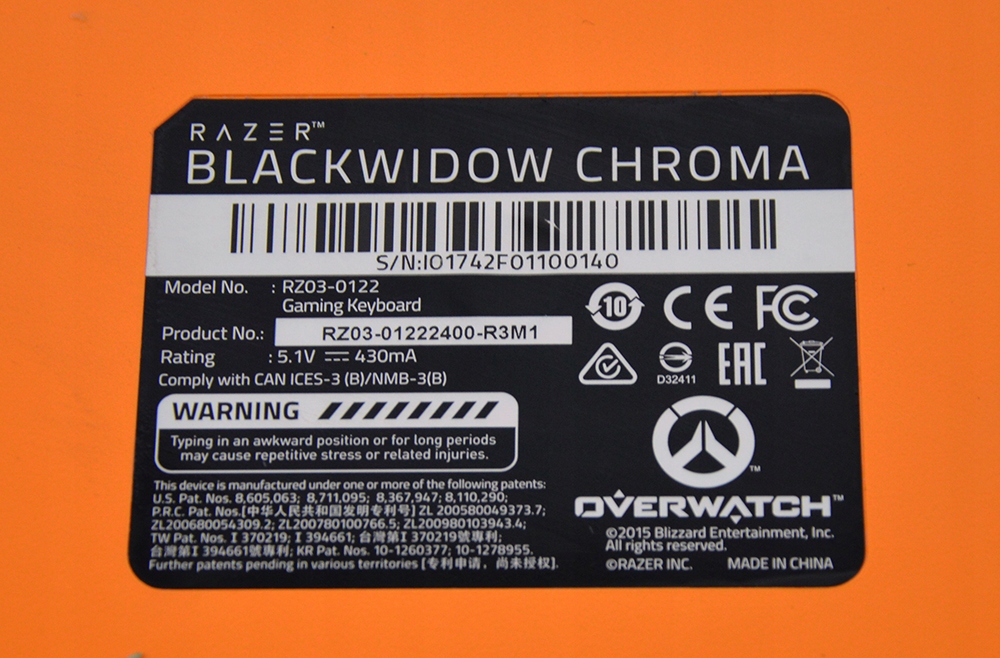 RAZER™
BLACKWIDOW CHROMA
S/N:IO1742F01100140
Model No. : RZ03-0122
Gaming Keyboard
Product No.: RZ03-01222400-R3M1
Rating : 5.1V ⎓ 430mA
Comply with CAN ICES-3 (B)/NMB-3(B)
WARNING
Typing in an awkward position or for long periods
may cause repetitive stress or related injuries.
This device is manufactured under one or more of the following patents:
U.S. Pat. Nos. 8,605,063; 8,711,095; 8,367,947; 8,110,290;
P.R.C. Pat Nos.[中华人民共和国发明专利号] ZL 200580049373.7;
ZL200680054309.2; ZL200780100766.5; ZL200980103943.4;
TW Pat. Nos. I 370219; I 394661; 台灣第I 370219號專利;
台灣第I 394661號專利; KR Pat. Nos. 10-1260377; 10-1278955.
Further patents pending in various territories [专利申请，尚未授权].
10
CE FC
D32411
EAC
OVERWATCH™
©2015 Blizzard Entertainment, Inc.
All rights reserved.
©RAZER INC. MADE IN CHINA